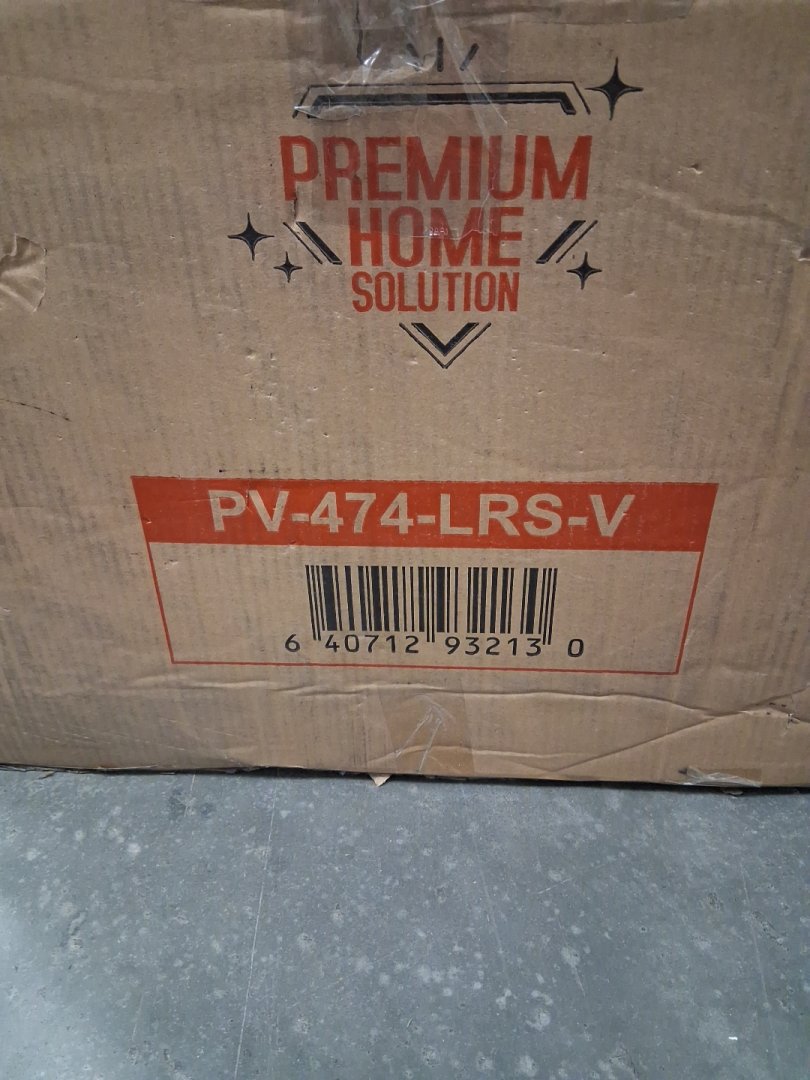 PREMIUM
HOME
SOLUTION
PV-474-LRS-V
6 40712 93213 0